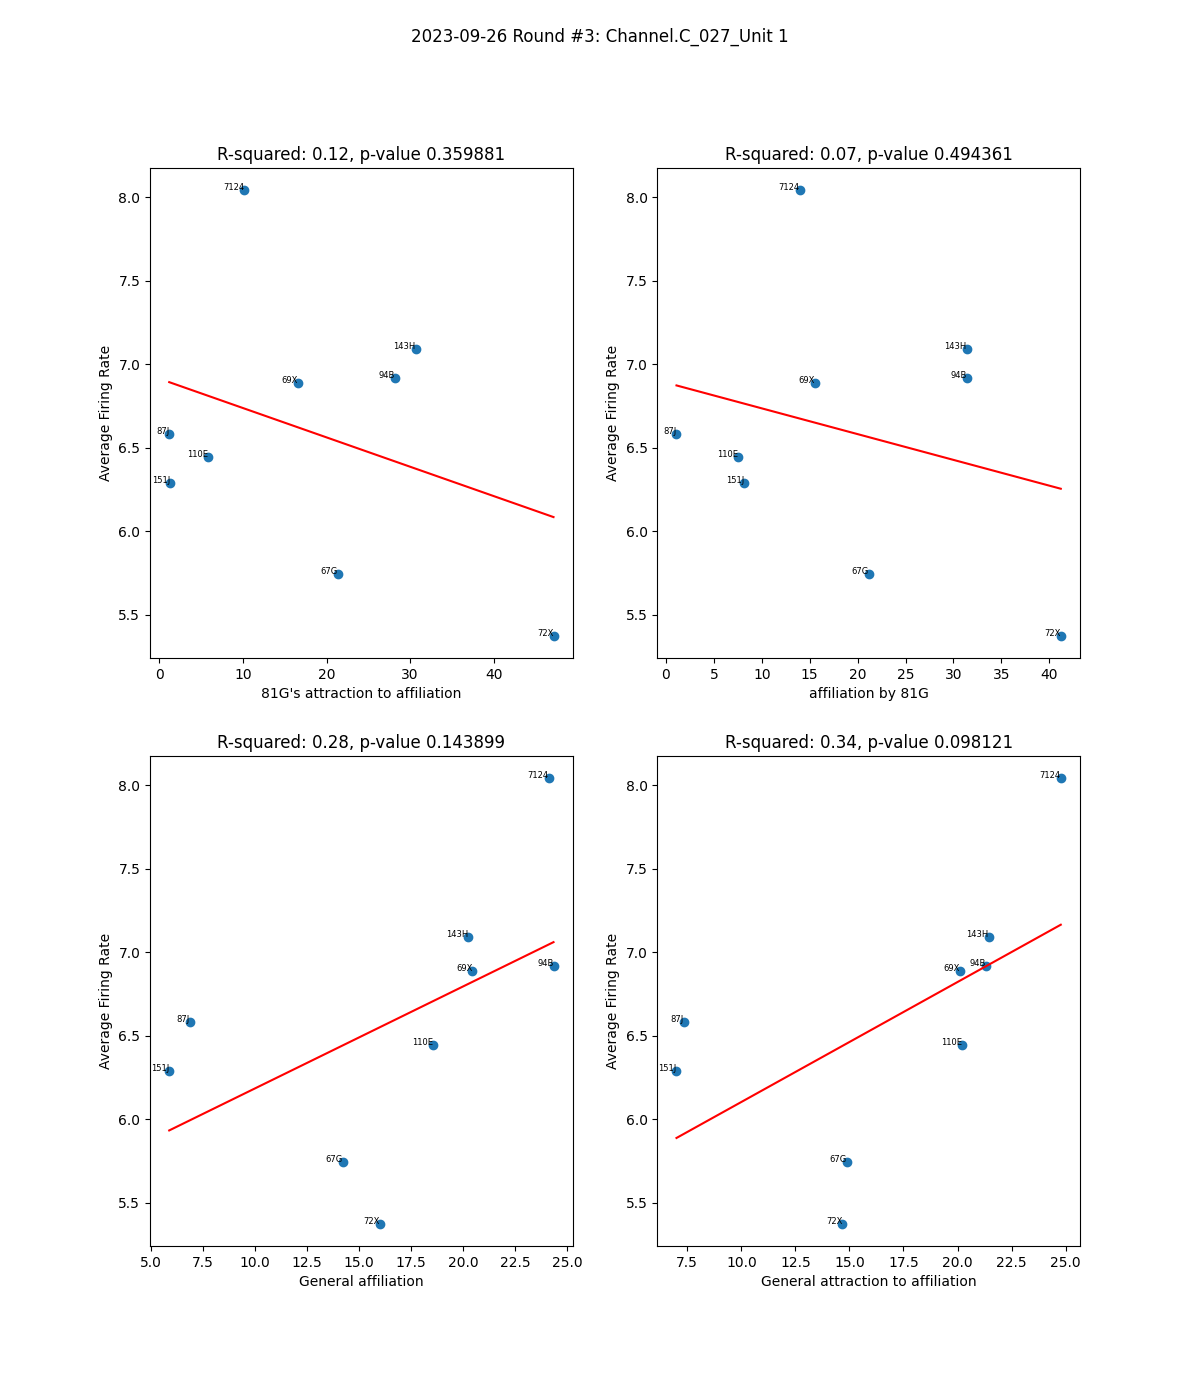 2023-09-26 Round #3: Channel.C_027_Unit 1
R-squared: 0.12, p-value 0.359881
8.0
7.5
7.0
6.5
6.0
5.5
Average Firing Rate
7124
143H
94B
69X
87J
110E
151J
67G
72X
0 10 20 30 40
81G's attraction to affiliation
R-squared: 0.07, p-value 0.494361
8.0
7.5
7.0
6.5
6.0
5.5
Average Firing Rate
7124
143H
94B
69X
87J
110E
151J
67G
72X
0 5 10 15 20 25 30 35 40
affiliation by 81G
R-squared: 0.28, p-value 0.143899
8.0
7.5
7.0
6.5
6.0
5.5
Average Firing Rate
7124
143H
94B
69X
87J
110E
151J
67G
72X
5.0 7.5 10.0 12.5 15.0 17.5 20.0 22.5 25.0
General affiliation
R-squared: 0.34, p-value 0.098121
8.0
7.5
7.0
6.5
6.0
5.5
Average Firing Rate
7124
143H
94B
69X
87J
110E
151J
67G
72X
7.5 10.0 12.5 15.0 17.5 20.0 22.5 25.0
General attraction to affiliation